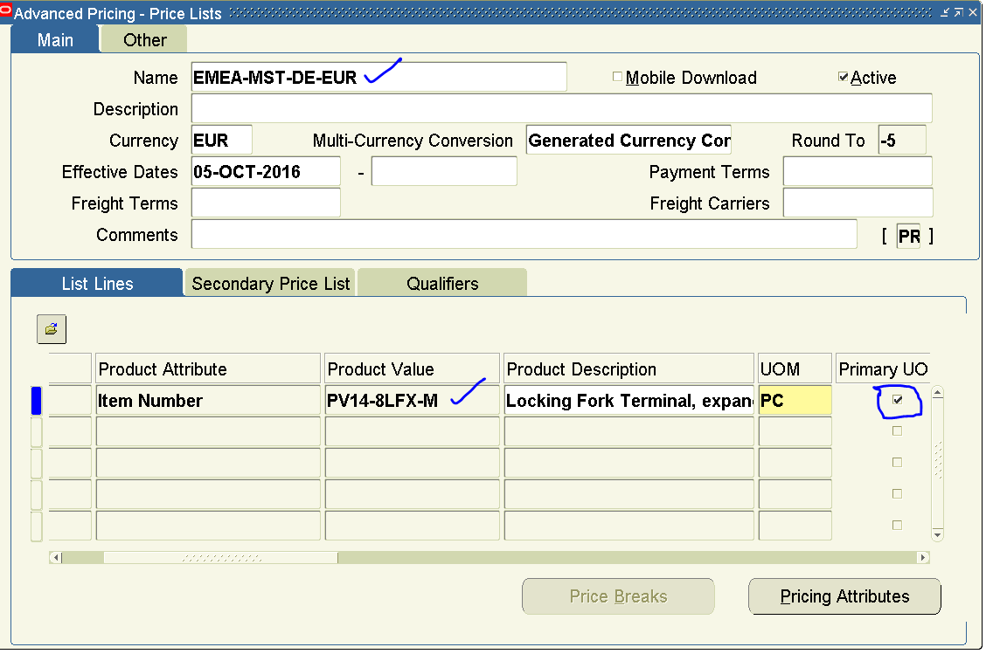 Advanced Pricing - Price Lists
Main Other
Name EMEA-MST-DE-EUR Mobile Download Active
Description
Currency EUR Multi-Currency Conversion Generated Currency Cor Round To -5
Effective Dates 05-OCT-2016 - Payment Terms
Freight Terms Freight Carriers
Comments [ PR ]
List Lines Secondary Price List Qualifiers
Product Attribute Product Value Product Description UOM Primary UO
Item Number PV14-8LFX-M Locking Fork Terminal, expan PC
Price Breaks Pricing Attributes